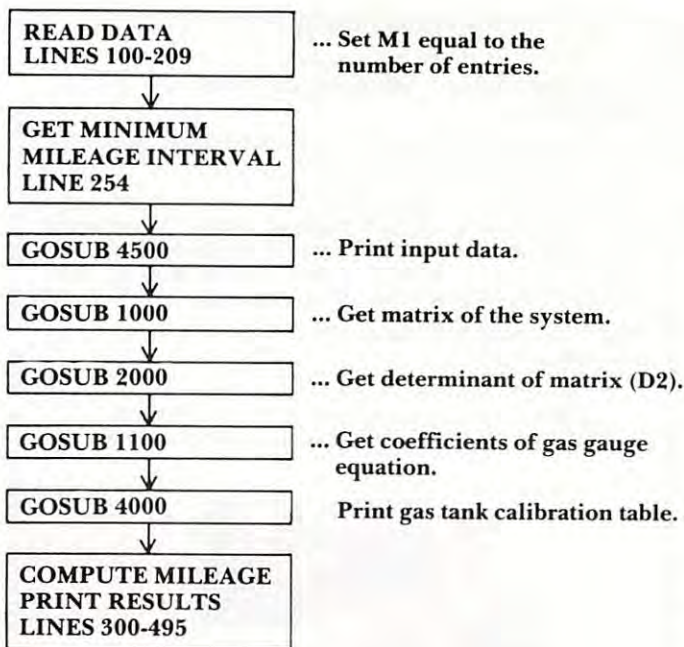 READ DATA
LINES 100-209
... Set M1 equal to the
number of entries.
GET MINIMUM
MILEAGE INTERVAL
LINE 254
GOSUB 4500
... Print input data.
GOSUB 1000
... Get matrix of the system.
GOSUB 2000
... Get determinant of matrix (D2).
GOSUB 1100
... Get coefficients of gas gauge
equation.
GOSUB 4000
Print gas tank calibration table.
COMPUTE MILEAGE
PRINT RESULTS
LINES 300-495